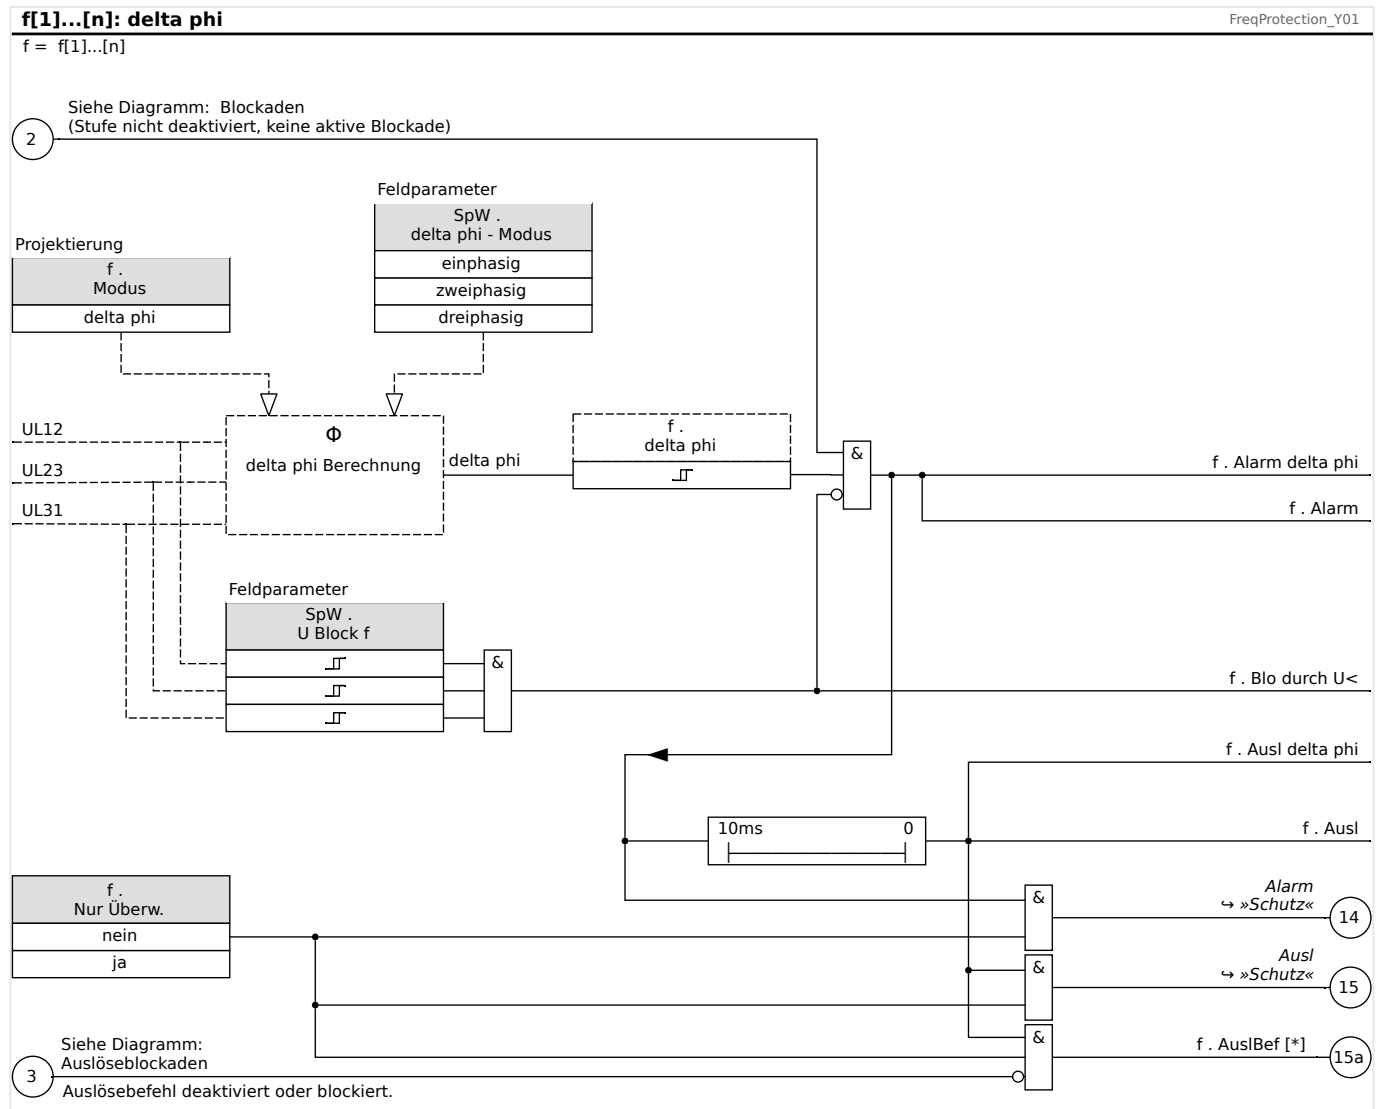 f[1]...[n]: delta phi
FreqProtection_Y01
f = f[1]...[n]
Siehe Diagramm: Blockaden
(Stufe nicht deaktiviert, keine aktive Blockade)
2
Feldparameter
SpW .
delta phi - Modus
einphasig
zweiphasig
dreiphasig
Projektierung
f .
Modus
delta phi
UL12
UL23
UL31
Φ
delta phi Berechnung
delta phi
f .
delta phi
&
f . Alarm delta phi
f . Alarm
Feldparameter
SpW .
U Block f
&
f . Blo durch U<
f . Ausl delta phi
10ms 0
f . Ausl
f .
Nur Überw.
nein
ja
&
Alarm
↪ »Schutz«
14
&
Ausl
↪ »Schutz«
15
&
f . AuslBef [*]
15a
Siehe Diagramm:
Auslöseblockaden
3
Auslösebefehl deaktiviert oder blockiert.